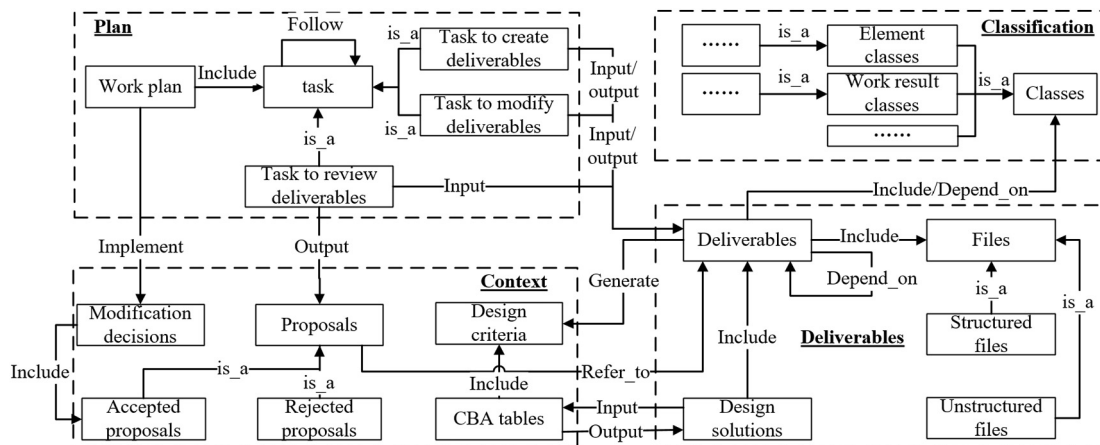 Plan
Follow
Work plan
Include
task
is_a
Task to create
deliverables
is_a
Task to modify
deliverables
Input/
output
Input/
output
is_a
Task to review
deliverables
Input
Implement
Output
Classification
......
is_a
Element
classes
......
is_a
Work result
classes
is_a
Classes
......
Include/Depend_on
Deliverables
Include
Files
Depend_on
Generate
is_a
is_a
Structured
files
Deliverables
Include
Unstructured
files
Design
solutions
Context
Modification
decisions
Proposals
Design
criteria
Include
is_a
is_a
Include
Refer_to
Accepted
proposals
Rejected
proposals
CBA tables
Input
Output